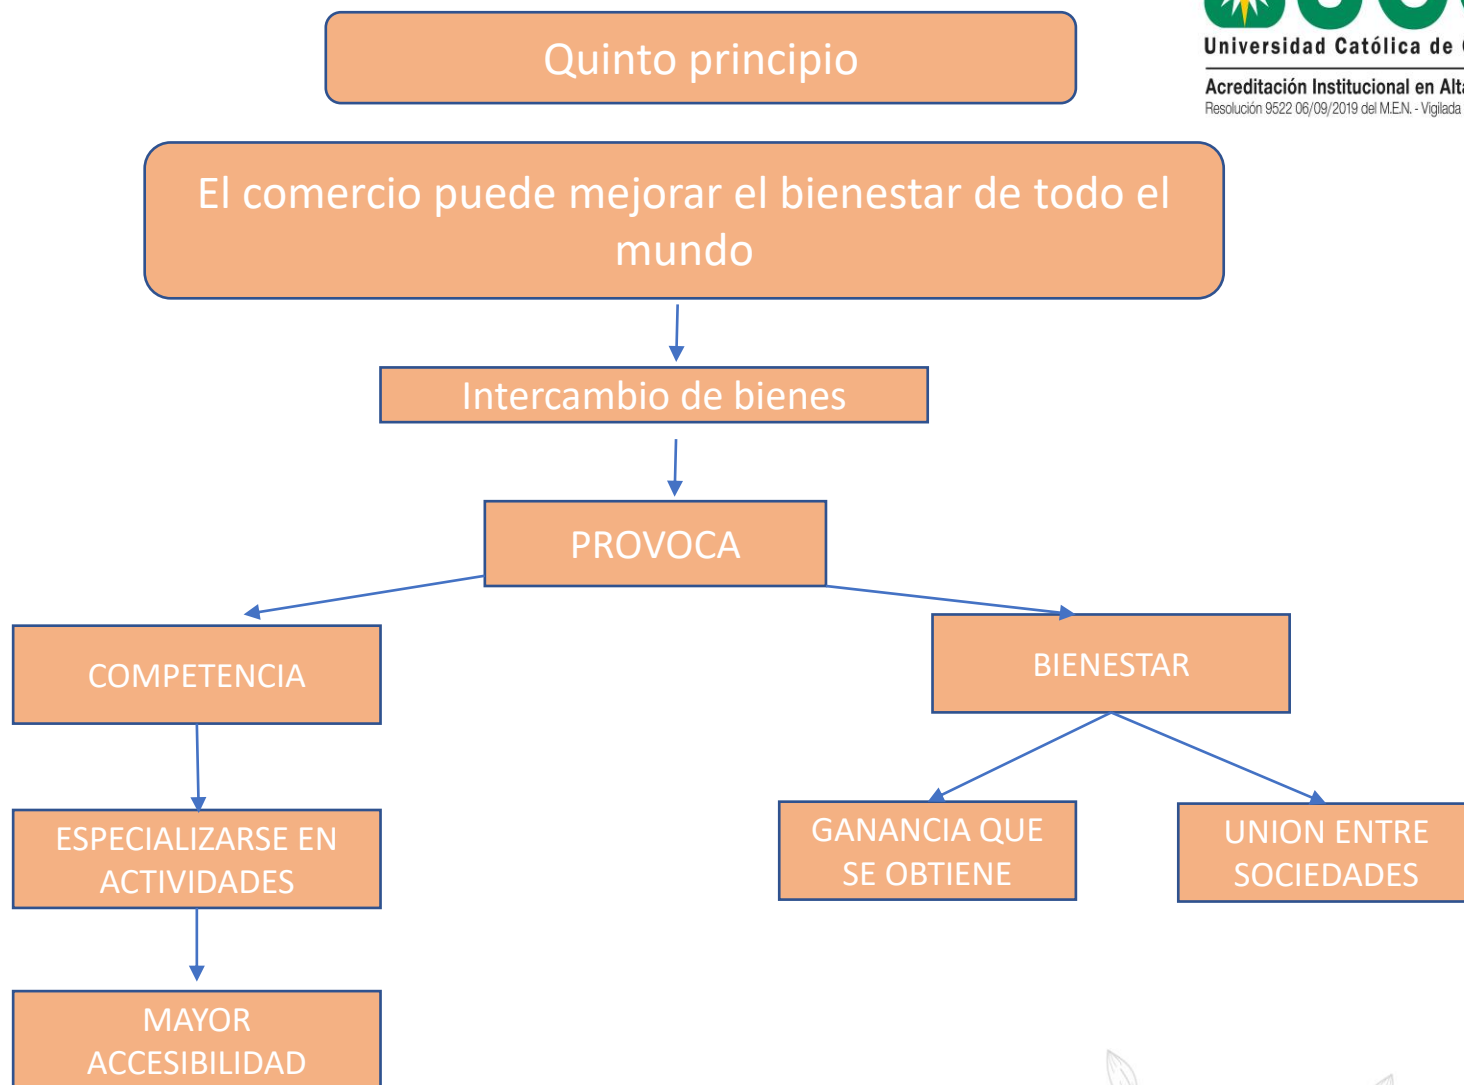 Quinto principio
Universidad Católica de
Acreditación Institucional en
Resolución 9522 06/09/2019 del M.E.N. - Vigilada
El comercio puede mejorar el bienestar de todo el
mundo
Intercambio de bienes
PROVOCA
COMPETENCIA
BIENESTAR
ESPECIALIZARSE EN
ACTIVIDADES
GANANCIA QUE
SE OBTIENE
UNION ENTRE
SOCIEDADES
MAYOR
ACCESIBILIDAD